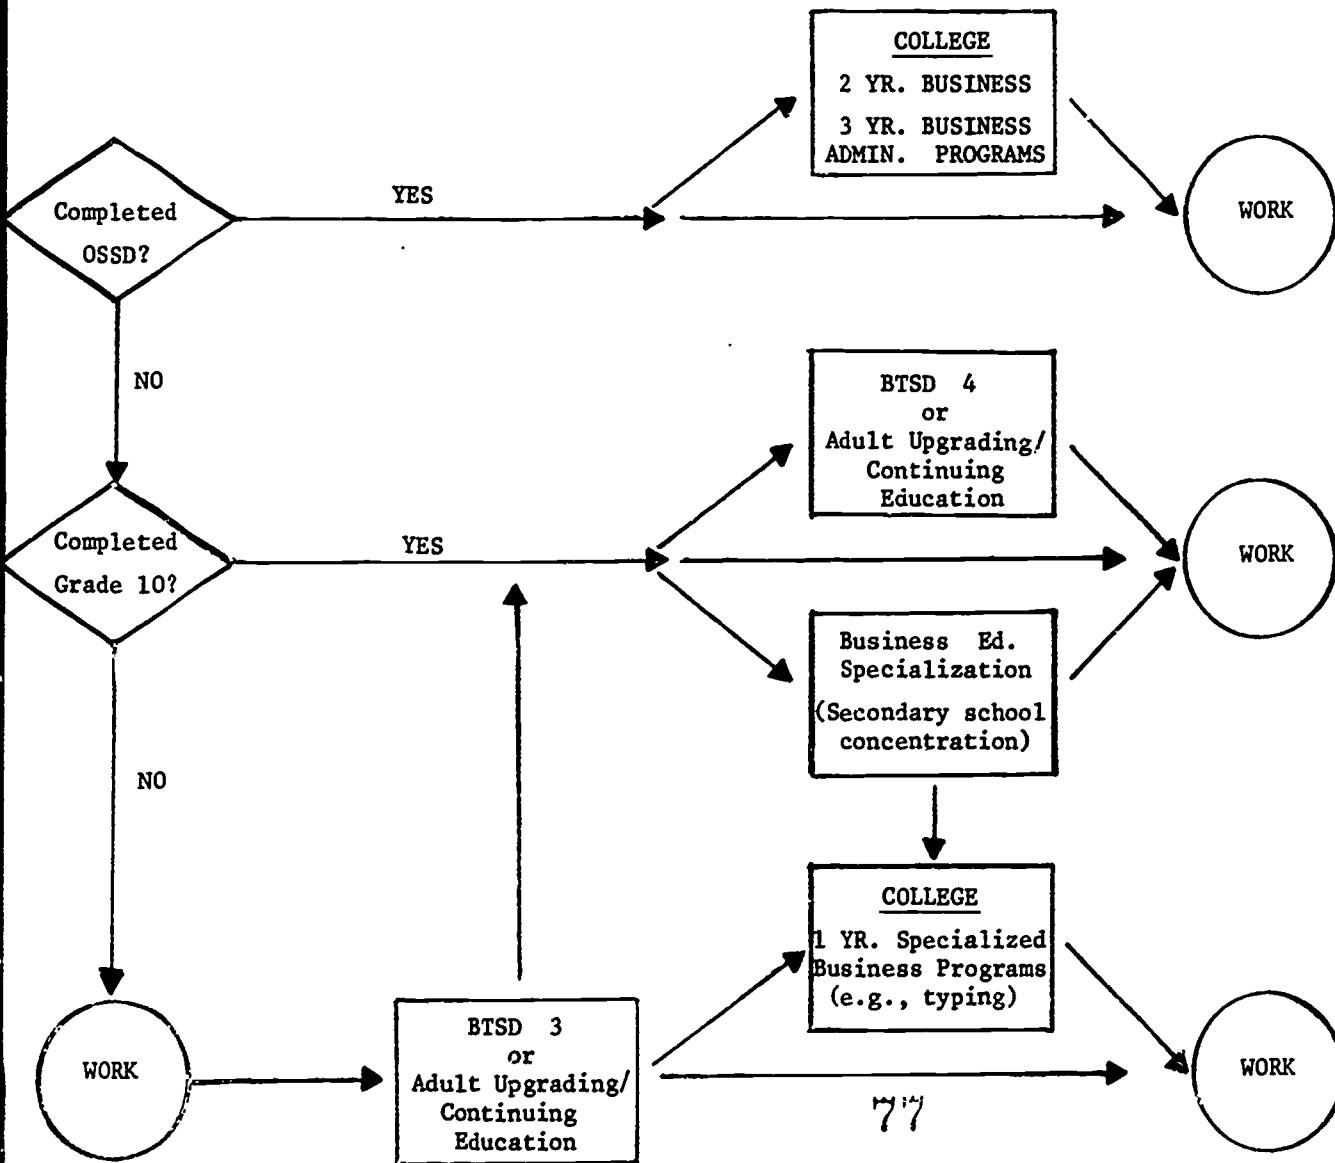 COLLEGE
2 YR. BUSINESS
3 YR. BUSINESS
ADMIN. PROGRAMS
Completed
OSSD?
YES
WORK
NO
BTSD 4
or
Adult Upgrading/
Continuing
Education
Completed
Grade 10?
YES
WORK
Business Ed.
Specialization
(Secondary school
concentration)
NO
COLLEGE
1 YR. Specialized
Business Programs
(e.g., typing)
WORK
BTSD 3
or
Adult Upgrading/
Continuing
Education
WORK
77